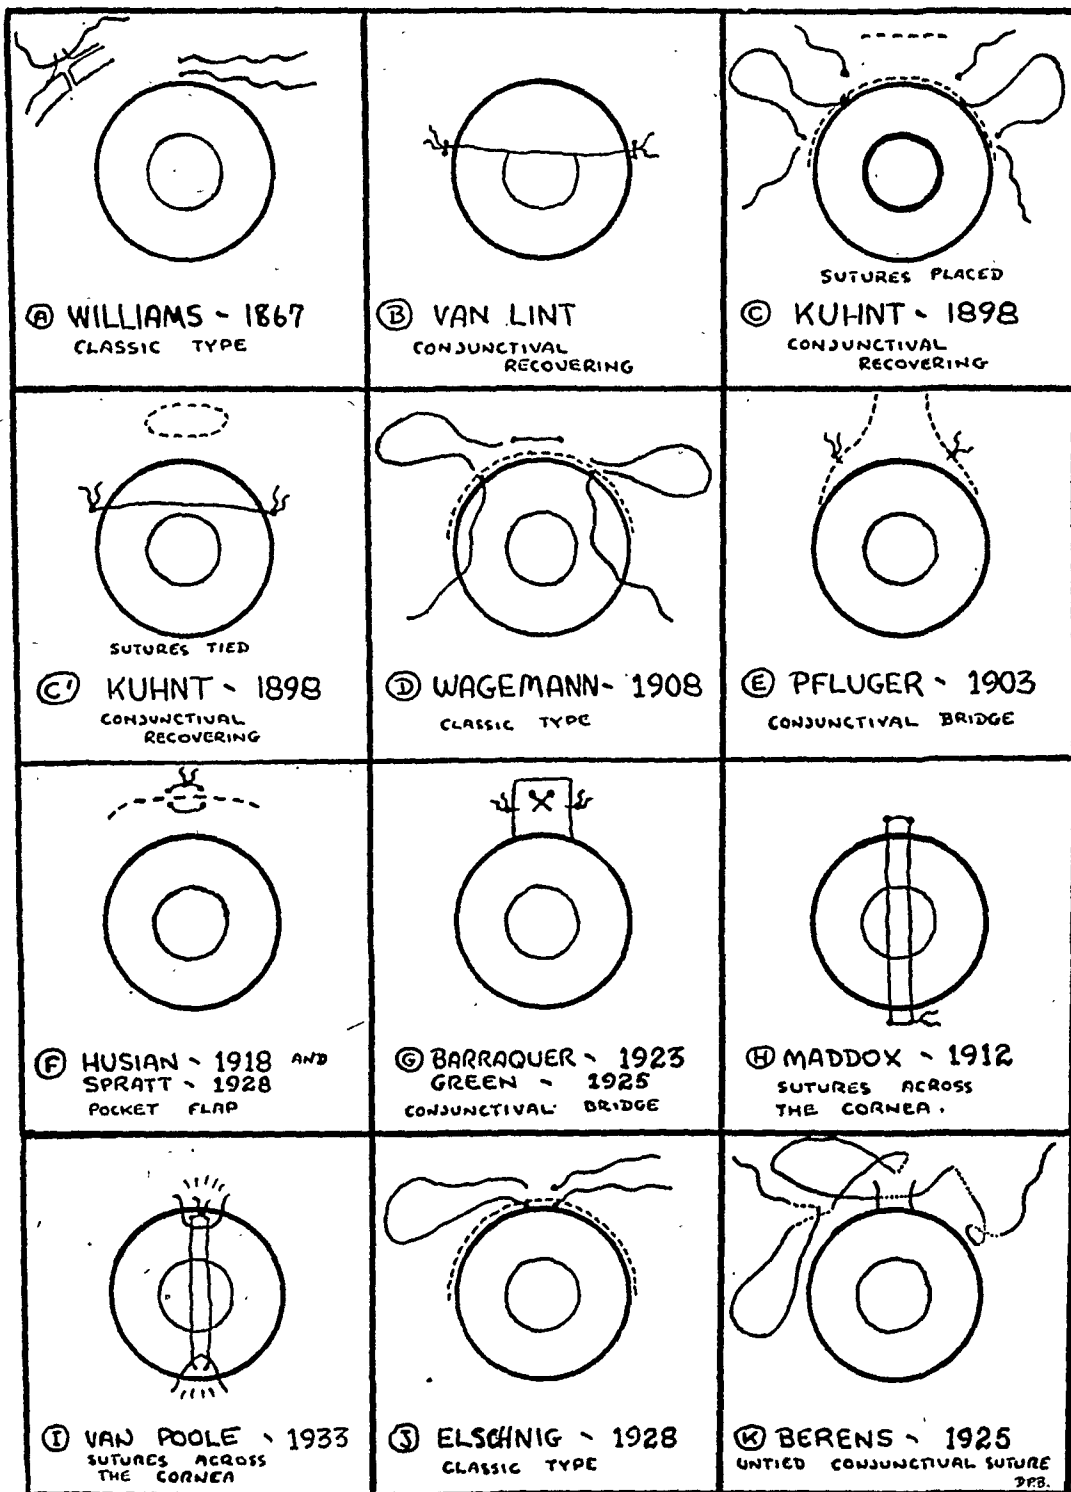 Ⓐ WILLIAMS - 1867
CLASSIC TYPE
Ⓑ VAN LINT
CONJUNCTIVAL
RECOVERING
SUTURES PLACED
Ⓒ KUHNT - 1898
CONJUNCTIVAL
RECOVERING
SUTURES TIED
C' KUHNT - 1898
CONJUNCTIVAL
RECOVERING
Ⓓ WAGEMANN - 1908
CLASSIC TYPE
Ⓔ PFLUGER - 1903
CONJUNCTIVAL BRIDGE
Ⓕ HUSIAN - 1918 AND
SPRATT - 1928
POCKET FLAP
Ⓖ BARRAQUER - 1923
GREEN - 1925
CONJUNCTIVAL BRIDGE
Ⓗ MADDOX - 1912
SUTURES ACROSS
THE CORNEA.
Ⓘ VAN POOLE - 1933
SUTURES ACROSS
THE CORNEA
Ⓙ ELSCHNIG - 1928
CLASSIC TYPE
Ⓚ BERENS - 1925
UNTIED CONJUNCTIVAL SUTURE
D.P.B.